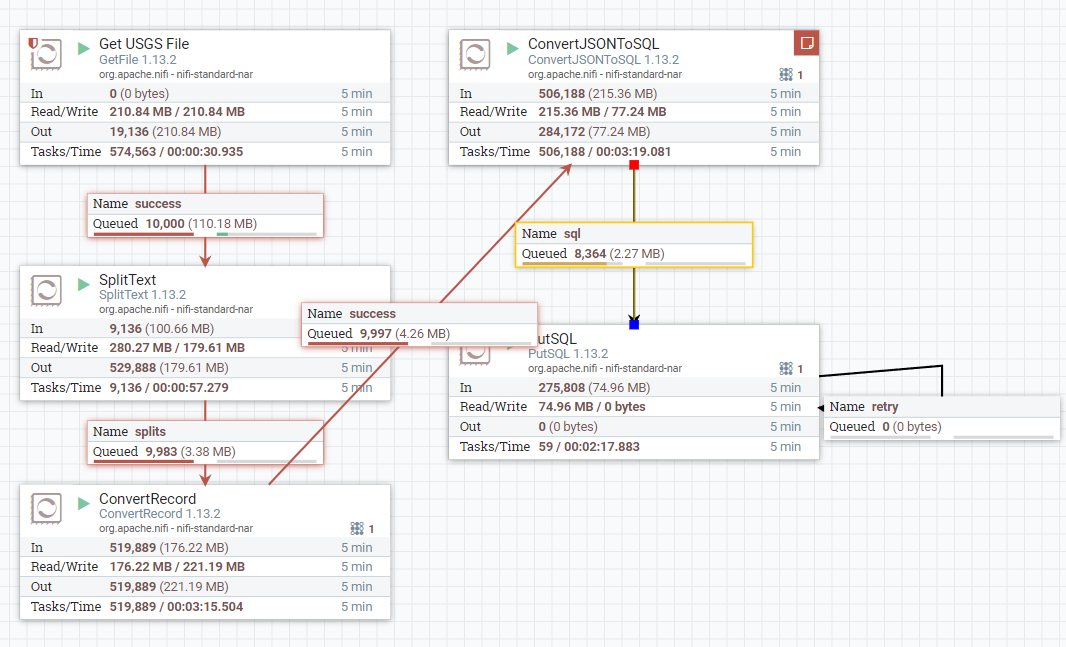 Get USGS File
GetFile 1.13.2
org.apache.nifi - nifi-standard-nar
In 0 (0 bytes) 5 min
Read/Write 210.84 MB / 210.84 MB 5 min
Out 19,136 (210.84 MB) 5 min
Tasks/Time 574,563 / 00:00:30.935 5 min
Name success
Queued 10,000 (110.18 MB)
SplitText
SplitText 1.13.2
org.apache.nifi - nifi-standard-nar
In 9,136 (100.66 MB) 5 min
Read/Write 280.27 MB / 179.61 MB 5 min
Out 529,888 (179.61 MB) 5 min
Tasks/Time 9,136 / 00:00:57.279 5 min
Name splits
Queued 9,983 (3.38 MB)
ConvertRecord
ConvertRecord 1.13.2
org.apache.nifi - nifi-standard-nar
1
In 519,889 (176.22 MB) 5 min
Read/Write 176.22 MB / 221.19 MB 5 min
Out 519,889 (221.19 MB) 5 min
Tasks/Time 519,889 / 00:03:15.504 5 min
Name success
Queued 9,997 (4.26 MB)
ConvertJSONToSQL
ConvertJSONToSQL 1.13.2
org.apache.nifi - nifi-standard-nar
1
In 506,188 (215.36 MB) 5 min
Read/Write 215.36 MB / 77.24 MB 5 min
Out 284,172 (77.24 MB) 5 min
Tasks/Time 506,188 / 00:03:19.081 5 min
Name sql
Queued 8,364 (2.27 MB)
utSQL
PutSQL 1.13.2
org.apache.nifi - nifi-standard-nar
1
In 275,808 (74.96 MB) 5 min
Read/Write 74.96 MB / 0 bytes 5 min
Out 0 (0 bytes) 5 min
Tasks/Time 59 / 00:02:17.883 5 min
Name retry
Queued 0 (0 bytes)